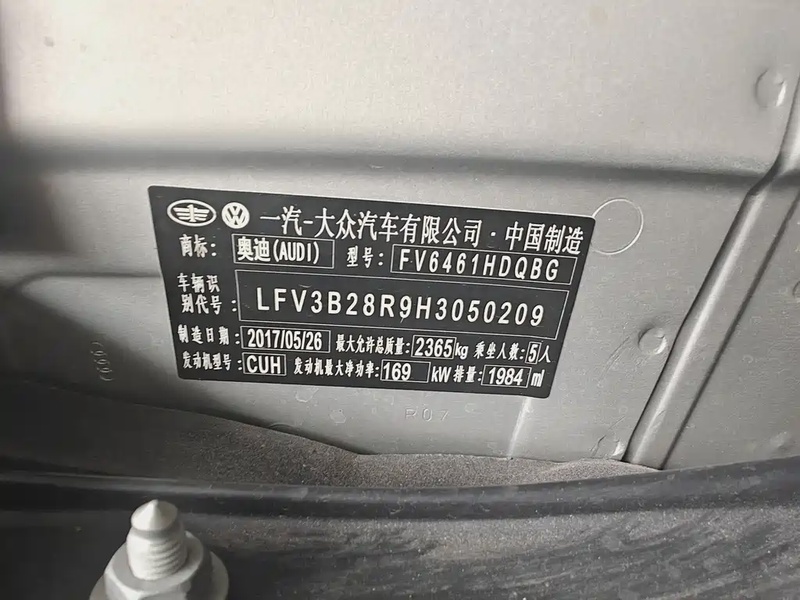 一汽-大众汽车有限公司·中国制造
商标: 奥迪(AUDI) 型号: FV6461HDQBG
车辆识别代号: LFV3B28R9H3050209
制造日期: 2017/05/26 最大允许总质量: 2365kg 乘坐人数: 5人
发动机型号: CUH 发动机最大净功率: 169 kW 排量: 1984 ml
R07